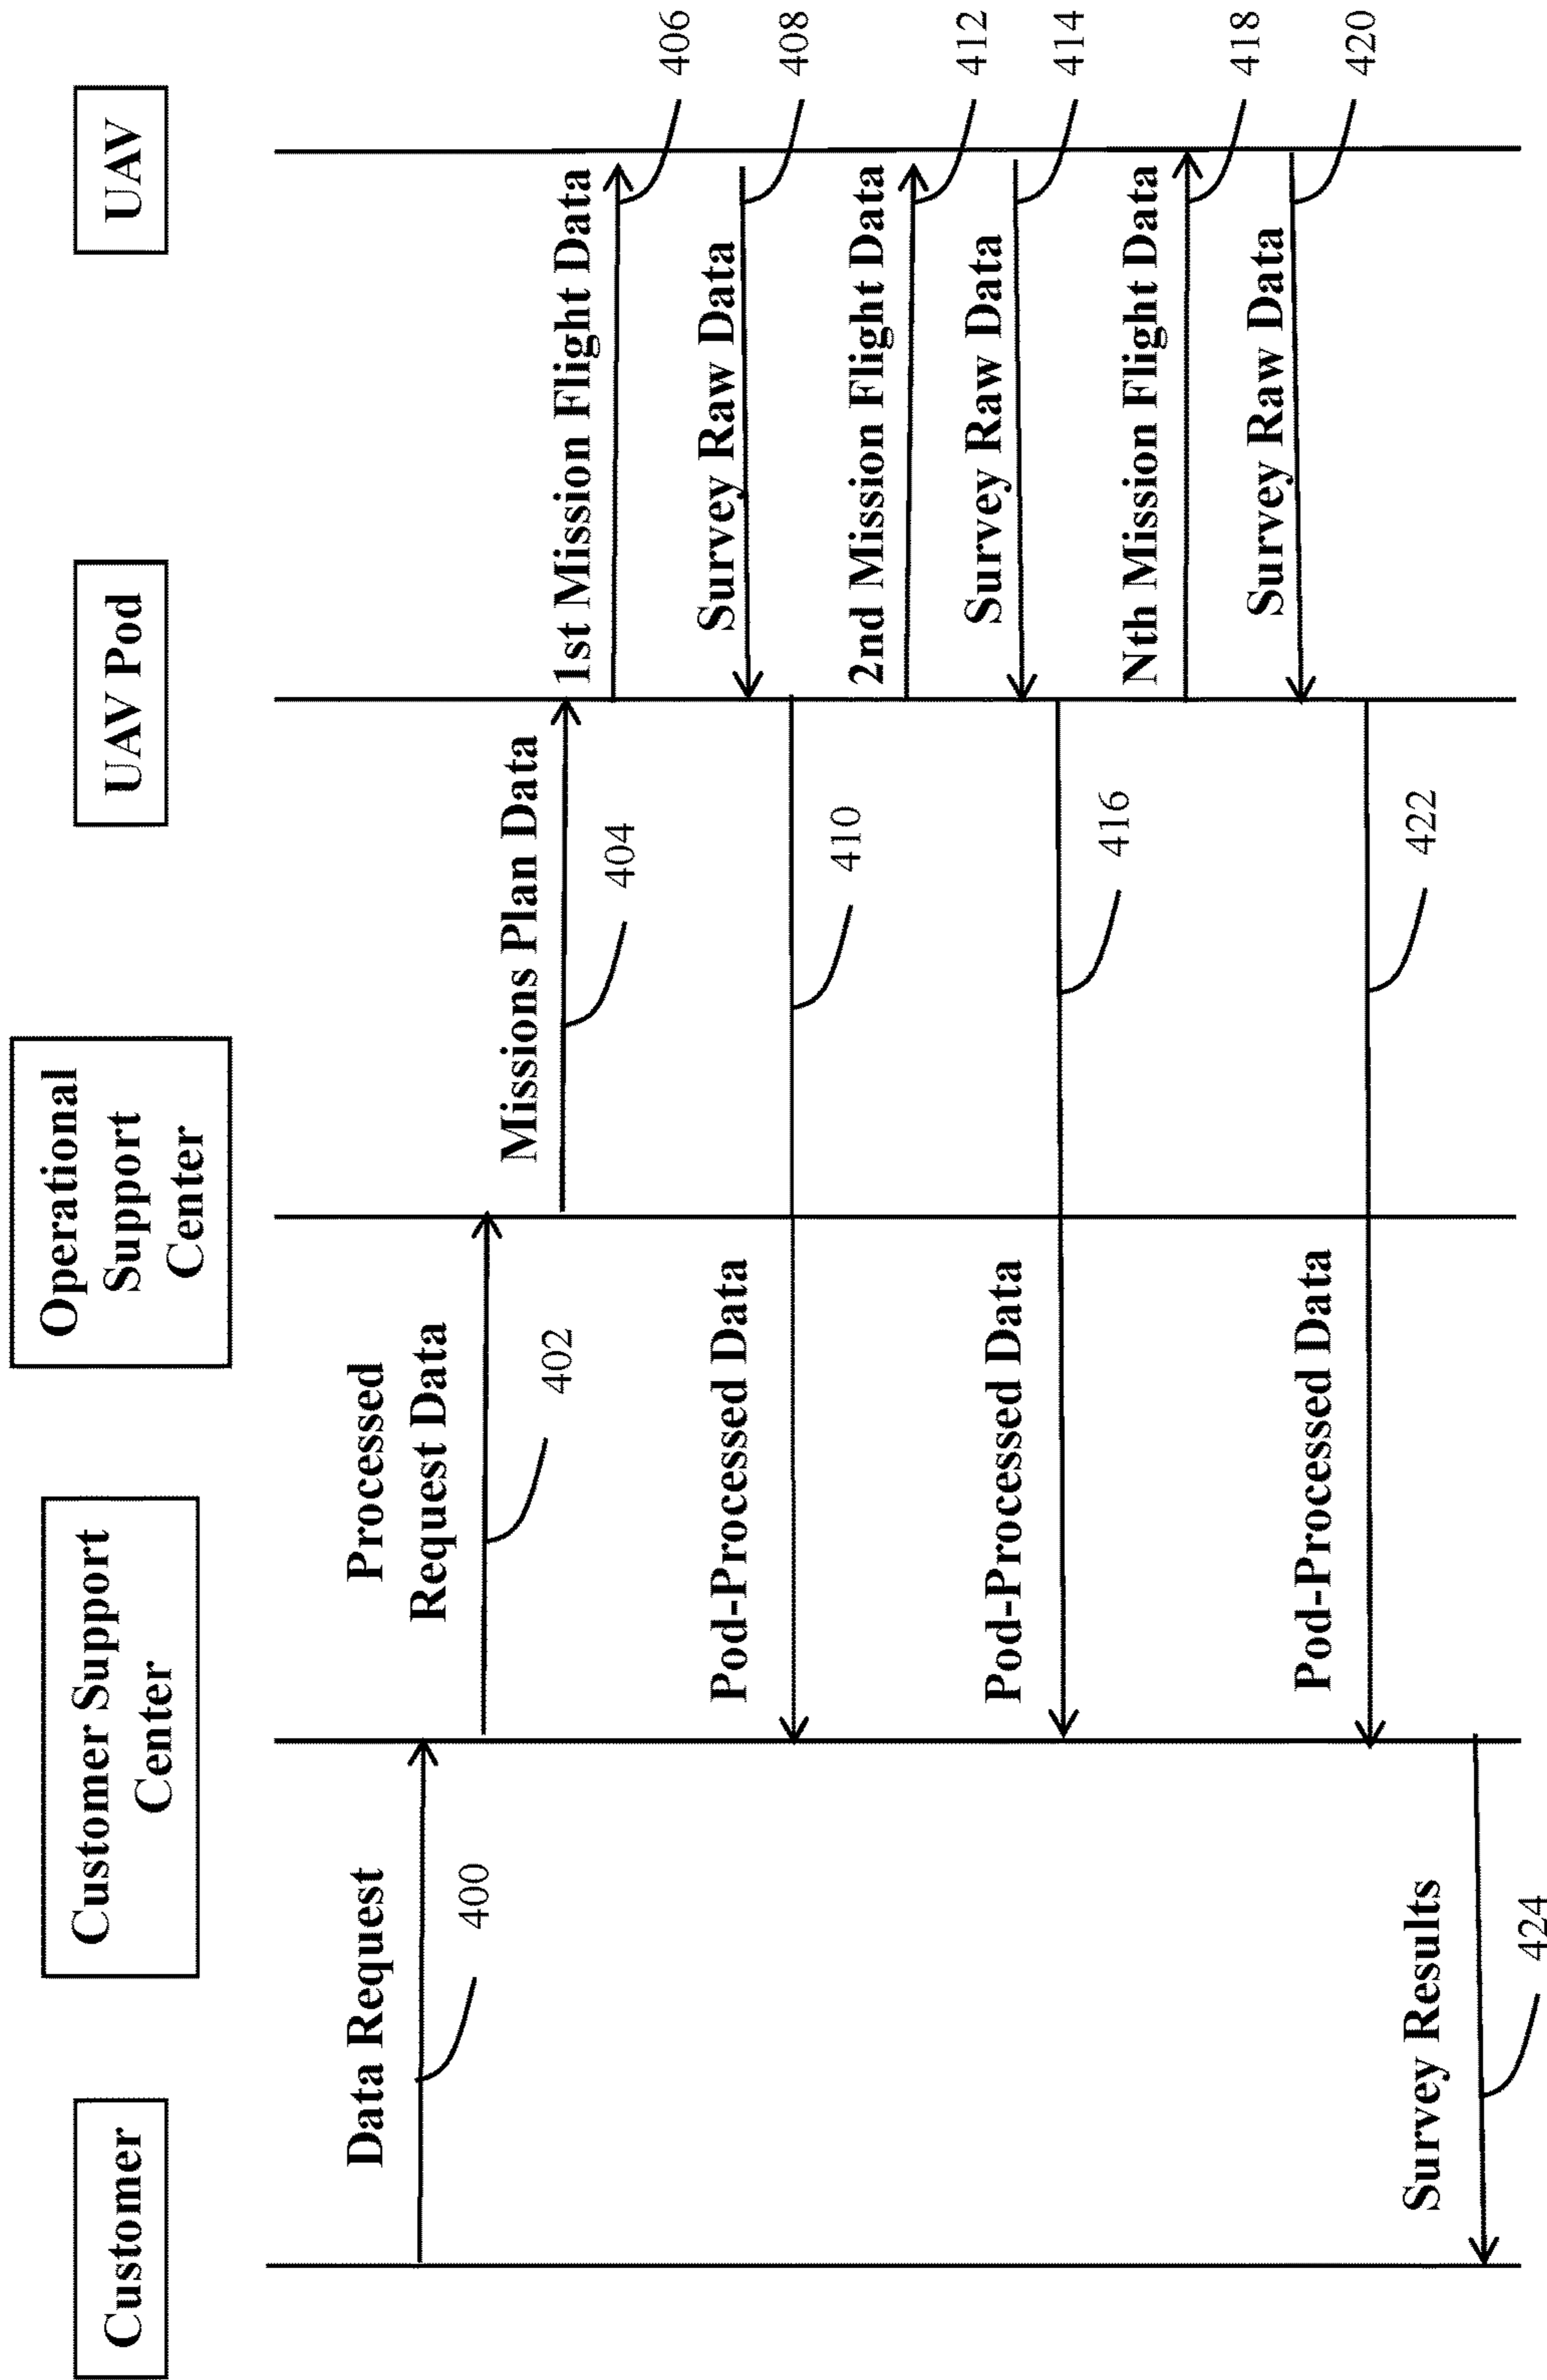 Customer
Customer Support
Center
Operational
Support
Center
UAV Pod
UAV
Data Request
400
Processed
Request Data
402
Missions Plan Data
404
1st Mission Flight Data
406
Survey Raw Data
408
Pod-Processed Data
410
2nd Mission Flight Data
412
Survey Raw Data
414
Pod-Processed Data
416
Nth Mission Flight Data
418
Survey Raw Data
420
Pod-Processed Data
422
Survey Results
424